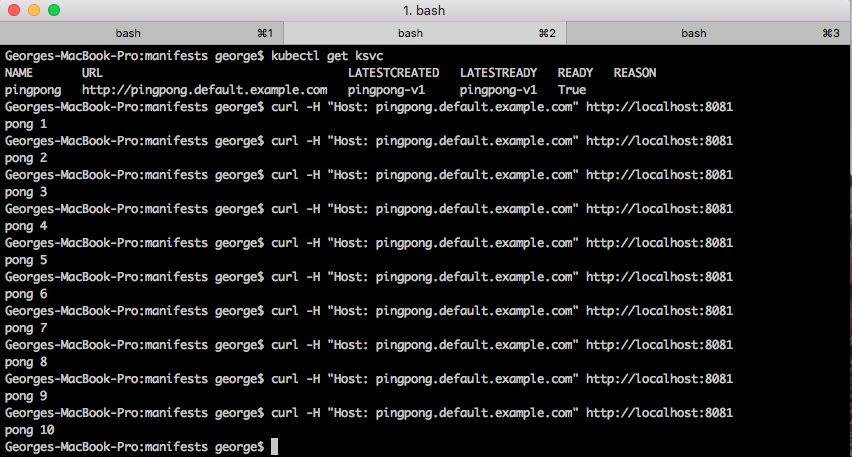 1. bash
bash ⌘1 bash ⌘2 bash ⌘3
Georges-MacBook-Pro:manifests george$ kubectl get ksvc
NAME URL LATESTCREATED LATESTREADY READY REASON
pingpong http://pingpong.default.example.com pingpong-v1 pingpong-v1 True
Georges-MacBook-Pro:manifests george$ curl -H "Host: pingpong.default.example.com" http://localhost:8081
pong 1
Georges-MacBook-Pro:manifests george$ curl -H "Host: pingpong.default.example.com" http://localhost:8081
pong 2
Georges-MacBook-Pro:manifests george$ curl -H "Host: pingpong.default.example.com" http://localhost:8081
pong 3
Georges-MacBook-Pro:manifests george$ curl -H "Host: pingpong.default.example.com" http://localhost:8081
pong 4
Georges-MacBook-Pro:manifests george$ curl -H "Host: pingpong.default.example.com" http://localhost:8081
pong 5
Georges-MacBook-Pro:manifests george$ curl -H "Host: pingpong.default.example.com" http://localhost:8081
pong 6
Georges-MacBook-Pro:manifests george$ curl -H "Host: pingpong.default.example.com" http://localhost:8081
pong 7
Georges-MacBook-Pro:manifests george$ curl -H "Host: pingpong.default.example.com" http://localhost:8081
pong 8
Georges-MacBook-Pro:manifests george$ curl -H "Host: pingpong.default.example.com" http://localhost:8081
pong 9
Georges-MacBook-Pro:manifests george$ curl -H "Host: pingpong.default.example.com" http://localhost:8081
pong 10
Georges-MacBook-Pro:manifests george$